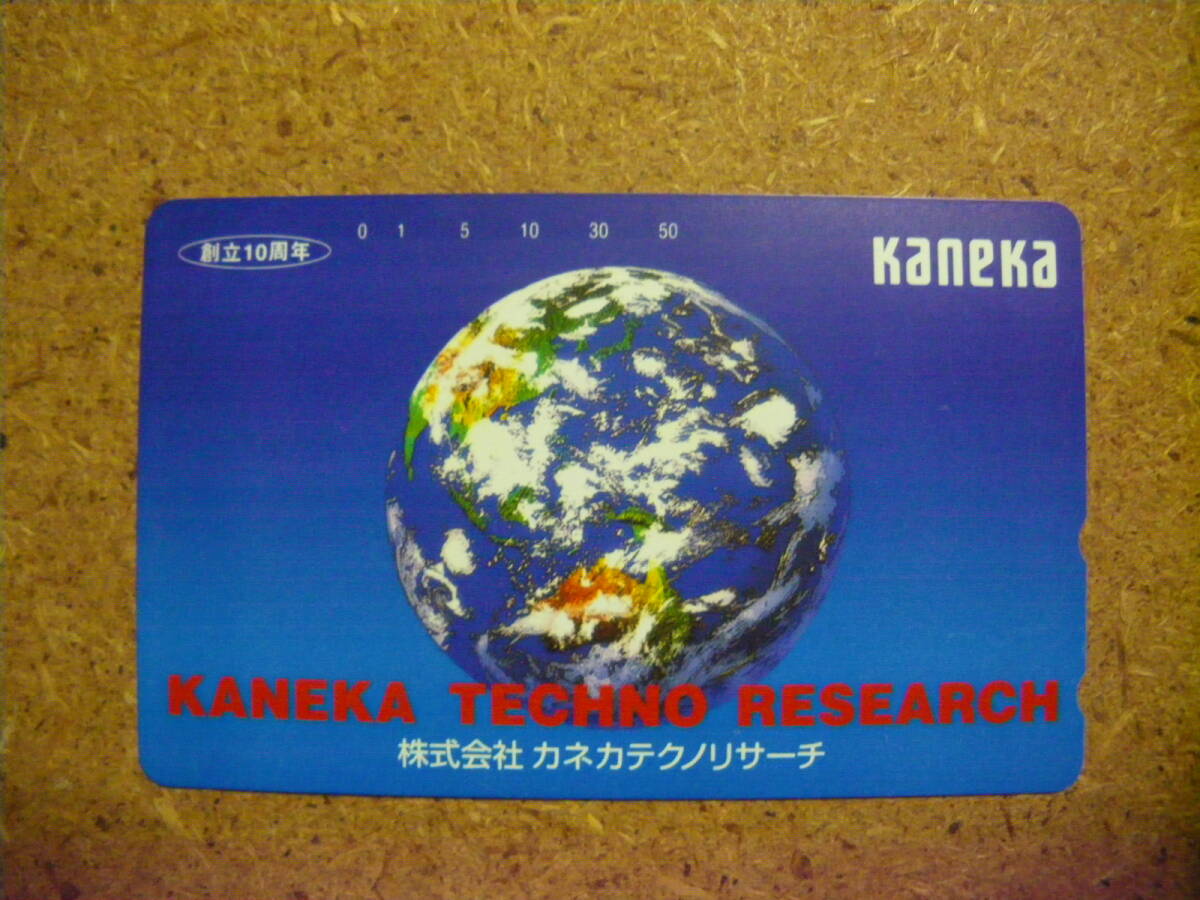 0 1 5 10 30 50
創立10周年
kaneka
KANEKA TECHNO RESEARCH
株式会社 カネカテクノリサーチ